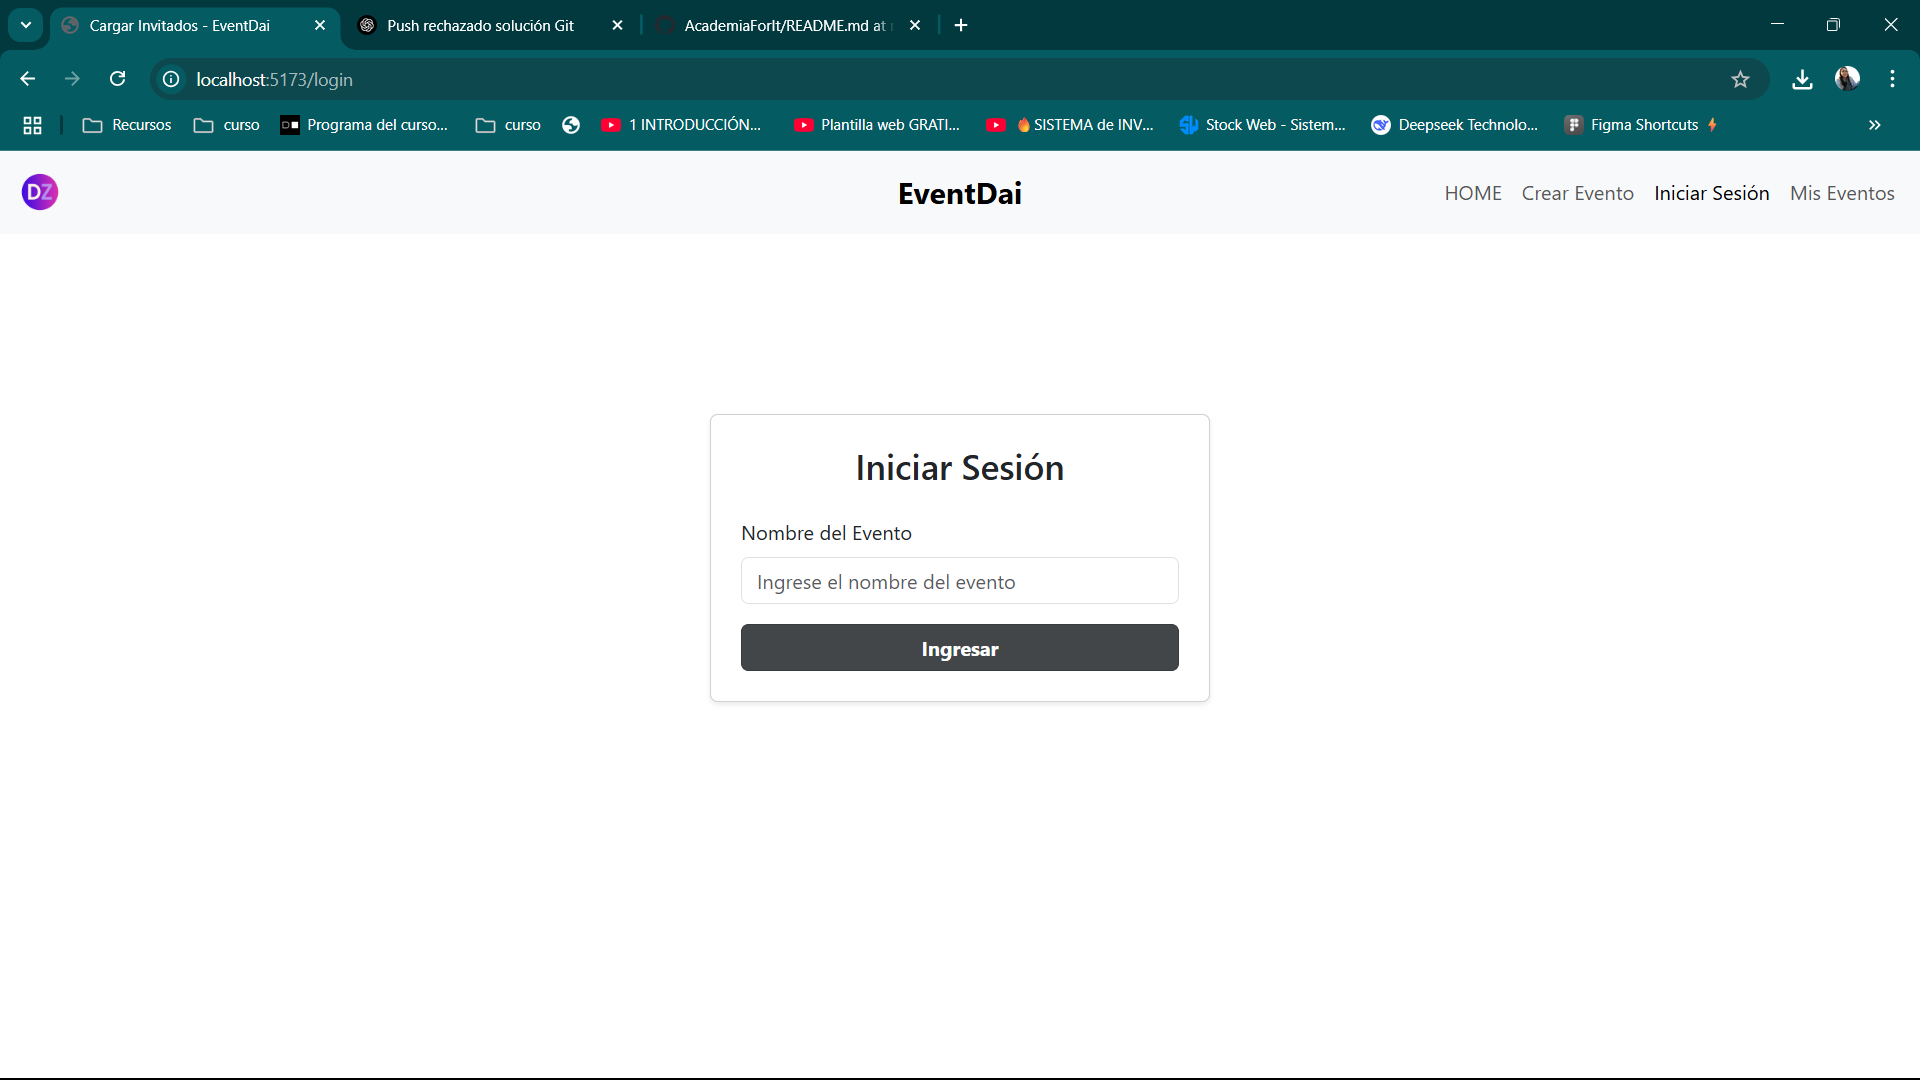 Cargar Invitados - EventDai
Push rechazado solución Git
AcademiaForIt/README.md at
localhost:5173/login
Recursos
curso
Programa del curso...
curso
1 INTRODUCCIÓN...
Plantilla web GRATI...
🔥SISTEMA de INV...
Stock Web - Sistem...
Deepseek Technolo...
Figma Shortcuts ⚡
DZ
EventDai
HOME
Crear Evento
Iniciar Sesión
Mis Eventos
Iniciar Sesión
Nombre del Evento
Ingrese el nombre del evento
Ingresar